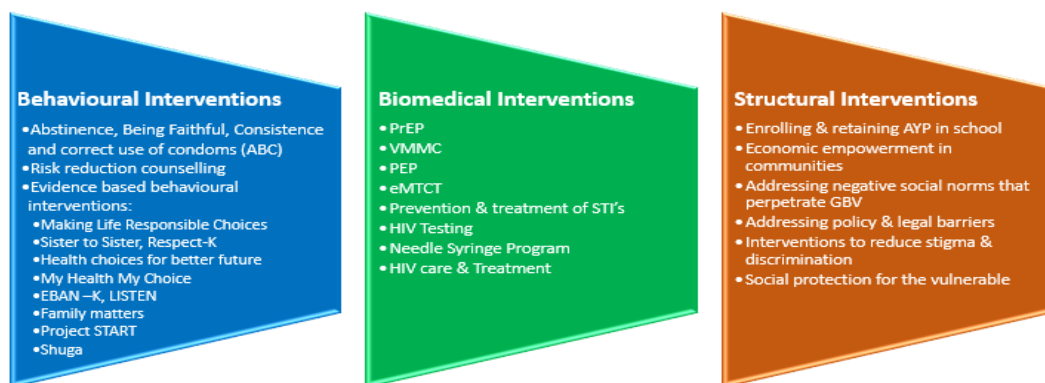 Behavioural Interventions
•Abstinence, Being Faithful, Consistence
and correct use of condoms (ABC)
•Risk reduction counselling
•Evidence based behavioural
interventions:
•Making Life Responsible Choices
•Sister to Sister, Respect-K
•Health choices for better future
•My Health My Choice
•EBAN –K, LISTEN
•Family matters
•Project START
•Shuga
Biomedical Interventions
•PrEP
•VMMC
•PEP
•eMTCT
•Prevention & treatment of STI’s
•HIV Testing
•Needle Syringe Program
•HIV care & Treatment
Structural Interventions
•Enrolling & retaining AYP in school
•Economic empowerment in
communities
•Addressing negative social norms that
perpetrate GBV
•Addressing policy & legal barriers
•Interventions to reduce stigma &
discrimination
•Social protection for the vulnerable